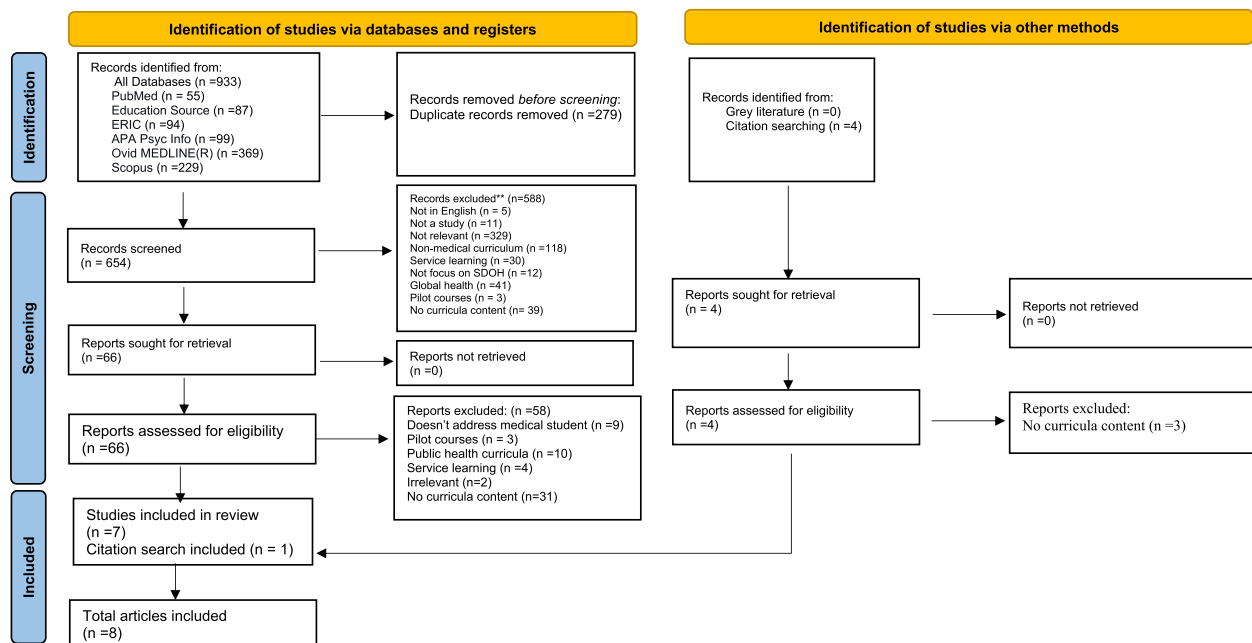 Identification of studies via databases and registers
Identification of studies via other methods
Identification
Records identified from:
All Databases (n =933)
PubMed (n = 55)
Education Source (n =87)
ERIC (n =94)
APA Psyc Info (n =99)
Ovid MEDLINE(R) (n =369)
Scopus (n =229)
Records removed before screening:
Duplicate records removed (n =279)
Records identified from:
Grey literature (n =0)
Citation searching (n =4)
Screening
Records screened
(n = 654)
Records excluded** (n=588)
Not in English (n = 5)
Not a study (n =11)
Not relevant (n =329)
Non-medical curriculum (n =118)
Service learning (n =30)
Not focus on SDOH (n =12)
Global health (n =41)
Pilot courses (n = 3)
No curricula content (n= 39)
Reports sought for retrieval
(n =66)
Reports not retrieved
(n =0)
Reports sought for retrieval
(n = 4)
Reports not retrieved
(n =0)
Reports assessed for eligibility
(n =66)
Reports excluded: (n =58)
Doesn't address medical student (n =9)
Pilot courses (n = 3)
Public health curricula (n =10)
Service learning (n =4)
Irrelevant (n=2)
No curricula content (n=31)
Reports assessed for eligibility
(n =4)
Reports excluded:
No curricula content (n =3)
Included
Studies included in review
(n =7)
Citation search included (n = 1)
Total articles included
(n =8)